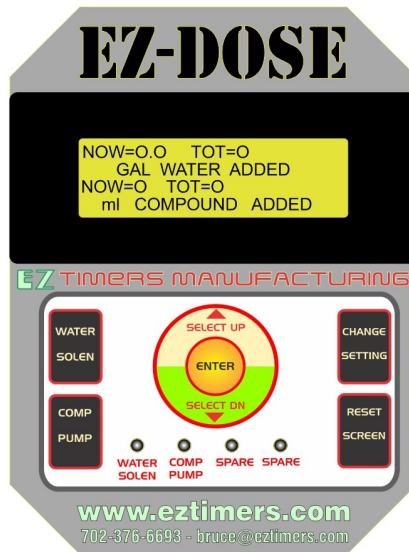 EZ-DOSE
NOW=0.0 TOT=0
GAL WATER ADDED
NOW=0 TOT=0
ml COMPOUND ADDED
EZ TIMERS MANUFACTURING
WATER
SOLEN
SELECT UP
ENTER
SELECT DN
CHANGE
SETTING
COMP
PUMP
RESET
SCREEN
WATER
SOLEN
COMP
PUMP
SPARE
SPARE
www.eztimers.com
702-376-6693 - bruce@eztimers.com